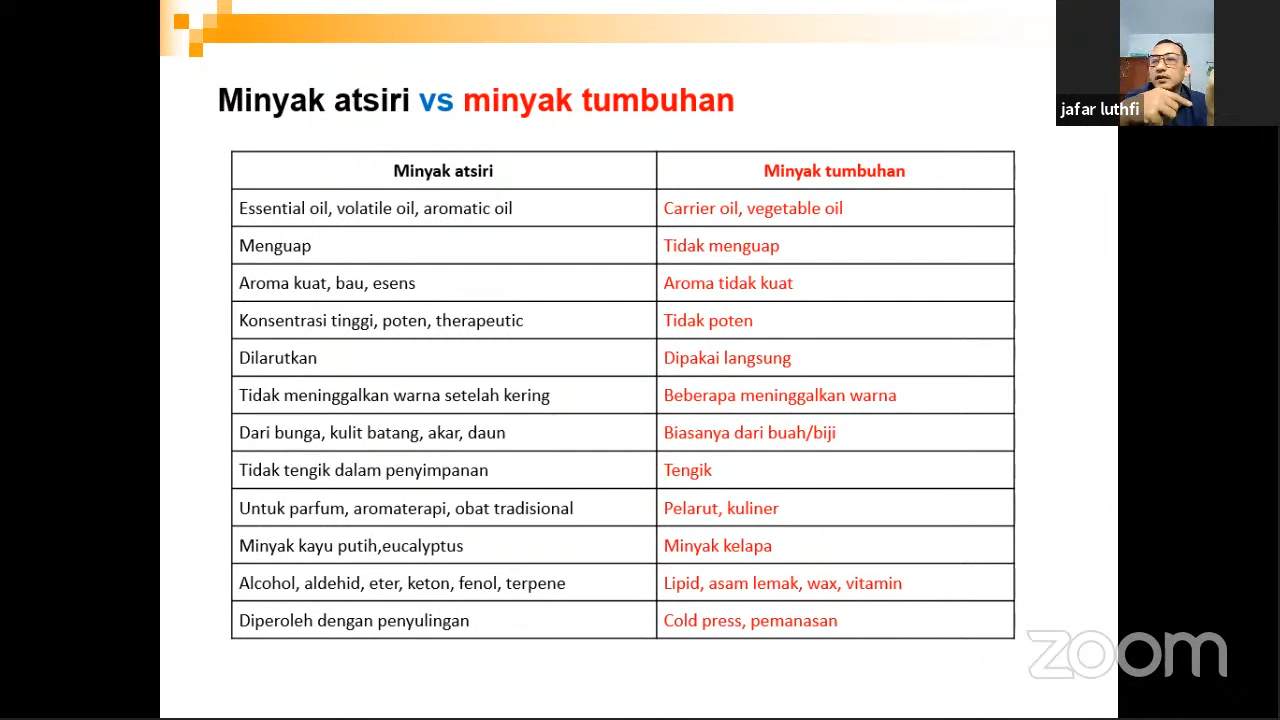 Minyak atsiri vs minyak tumbuhan
jafar luthfi
Minyak atsiri Minyak tumbuhan
Essential oil, volatile oil, aromatic oil Carrier oil, vegetable oil
Menguap Tidak menguap
Aroma kuat, bau, esens Aroma tidak kuat
Konsentrasi tinggi, poten, therapeutic Tidak poten
Dilarutkan Dipakai langsung
Tidak meninggalkan warna setelah kering Beberapa meninggalkan warna
Dari bunga, kulit batang, akar, daun Biasanya dari buah/biji
Tidak tengik dalam penyimpanan Tengik
Untuk parfum, aromaterapi, obat tradisional Pelarut, kuliner
Minyak kayu putih,eucalyptus Minyak kelapa
Alcohol, aldehid, eter, keton, fenol, terpene Lipid, asam lemak, wax, vitamin
Diperoleh dengan penyulingan Cold press, pemanasan
zoom